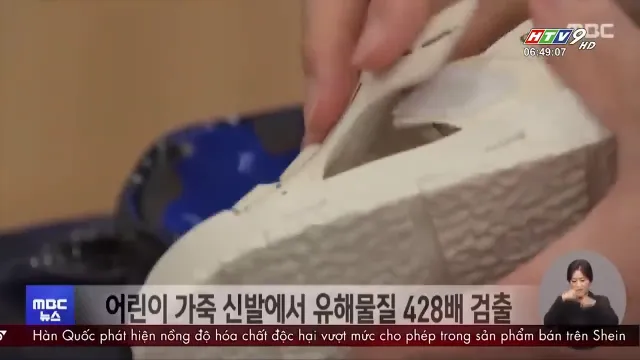 HTV9 HD
MBC
06:49:07
MBC
뉴스
어린이 가죽 신발에서 유해물질 428배 검출
Hàn Quốc phát hiện nồng độ hóa chất độc hại vượt mức cho phép trong sản phẩm bán trên Shein